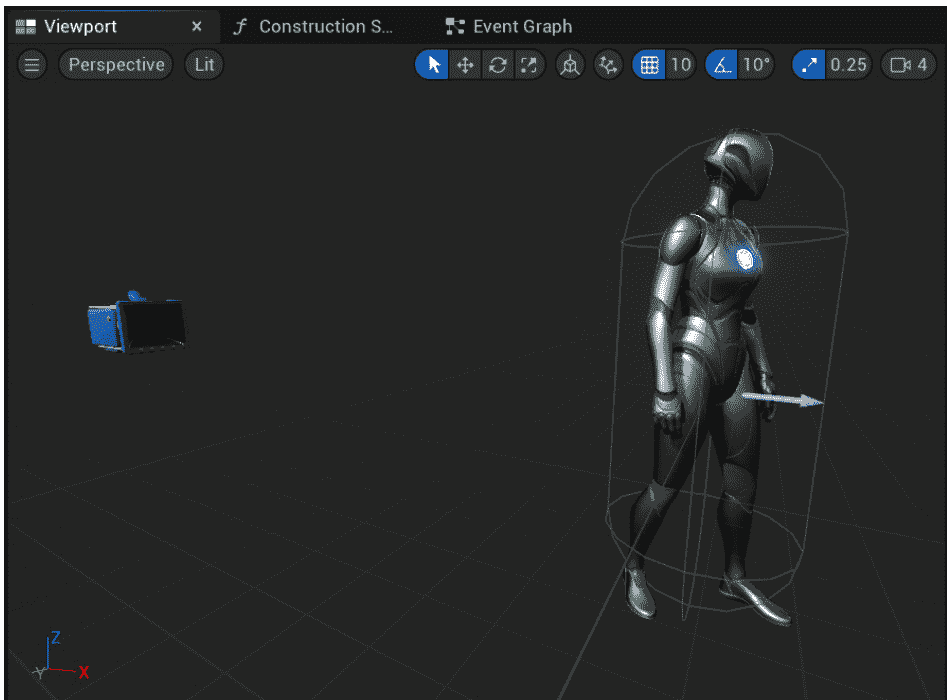 Viewport × Construction S... Event Graph
Perspective Lit 10 10° 0.25 4
Z
Y X